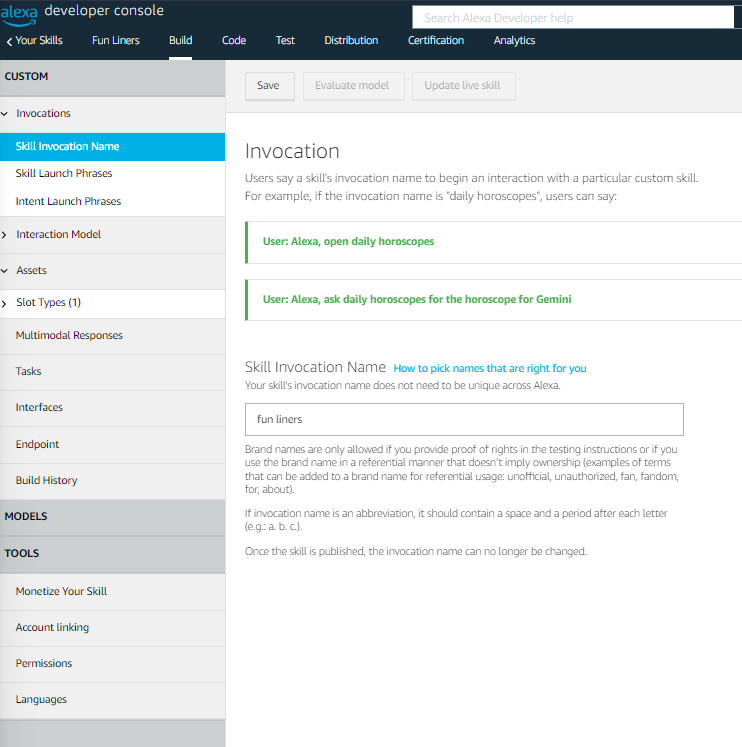 alexa developer console
Search Alexa Developer help
Your Skills Fun Liners Build Code Test Distribution Certification Analytics
CUSTOM
Invocations
Skill Invocation Name
Skill Launch Phrases
Intent Launch Phrases
Interaction Model
Assets
Slot Types (1)
Multimodal Responses
Tasks
Interfaces
Endpoint
Build History
MODELS
TOOLS
Monetize Your Skill
Account linking
Permissions
Languages
Save Evaluate model Update live skill
Invocation
Users say a skill's invocation name to begin an interaction with a particular custom skill.
For example, if the invocation name is "daily horoscopes", users can say:
User: Alexa, open daily horoscopes
User: Alexa, ask daily horoscopes for the horoscope for Gemini
Skill Invocation Name How to pick names that are right for you
Your skill's invocation name does not need to be unique across Alexa.
fun liners
Brand names are only allowed if you provide proof of rights in the testing instructions or if you
use the brand name in a referential manner that doesn't imply ownership (examples of terms
that can be added to a brand name for referential usage: unofficial, unauthorized, fan, fandom,
for, about).
If invocation name is an abbreviation, it should contain a space and a period after each letter
(e.g.: a. b. c.).
Once the skill is published, the invocation name can no longer be changed.